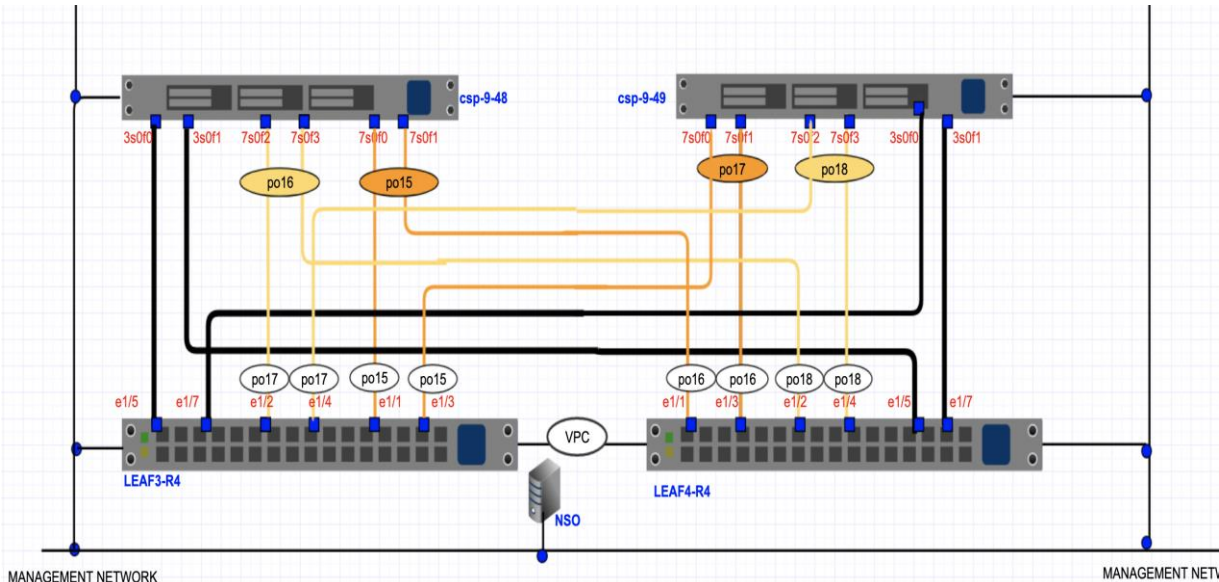 csp-9-48
csp-9-49
3s0f0 3s0f1 7s0f2 7s0f3 7s0f0 7s0f1
7s0f0 7s0f1 7s0f2 7s0f3 3s0f0 3s0f1
po16 po15
po17 po18
po17 po17 po15 po15
po16 po16 po18 po18
e1/5 e1/7 e1/2 e1/4 e1/1 e1/3
e1/1 e1/3 e1/2 e1/4 e1/5 e1/7
VPC
LEAF3-R4
LEAF4-R4
NSO
MANAGEMENT NETWORK
MANAGEMENT NETW